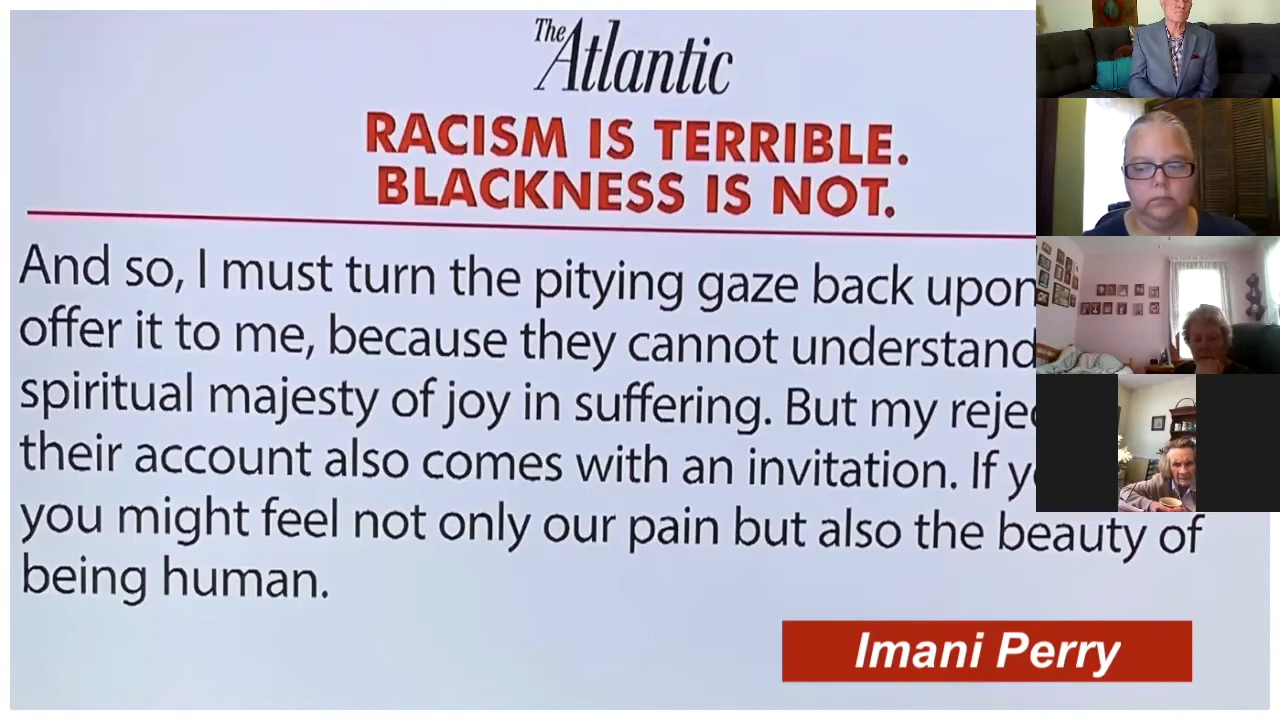 The Atlantic
RACISM IS TERRIBLE.
BLACKNESS IS NOT.
And so, I must turn the pitying gaze back upon
offer it to me, because they cannot understand
spiritual majesty of joy in suffering. But my
their account also comes with an invitation. If
you might feel not only our pain but also the beauty of
being human.
Imani Perry